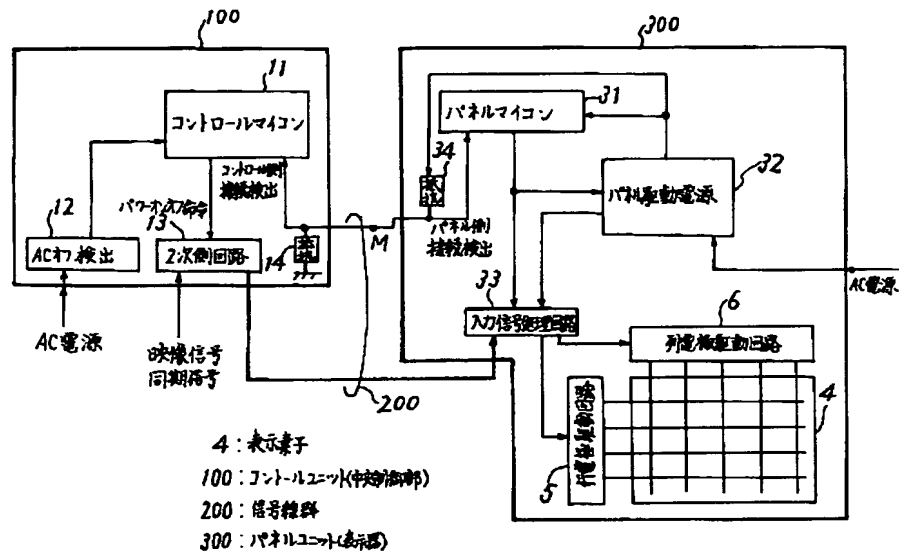 100
300
11
コントロールマイコン
31
パネルマイコン
34
抵抗
32
パネル駆動電源
コントロール側
接続検出
パワーオン/オフ命令
12
ACオフ検出
13
2次側回路
14
抵抗
M
パネル側
接続検出
AC電源
33
入力信号処理回路
6
列電極駆動回路
AC電源
映像信号
同期信号
200
5
行電極駆動回路
4
4:表示素子
100:コントロールユニット(中央制御部)
200:信号線群
300:パネルユニット(表示器)